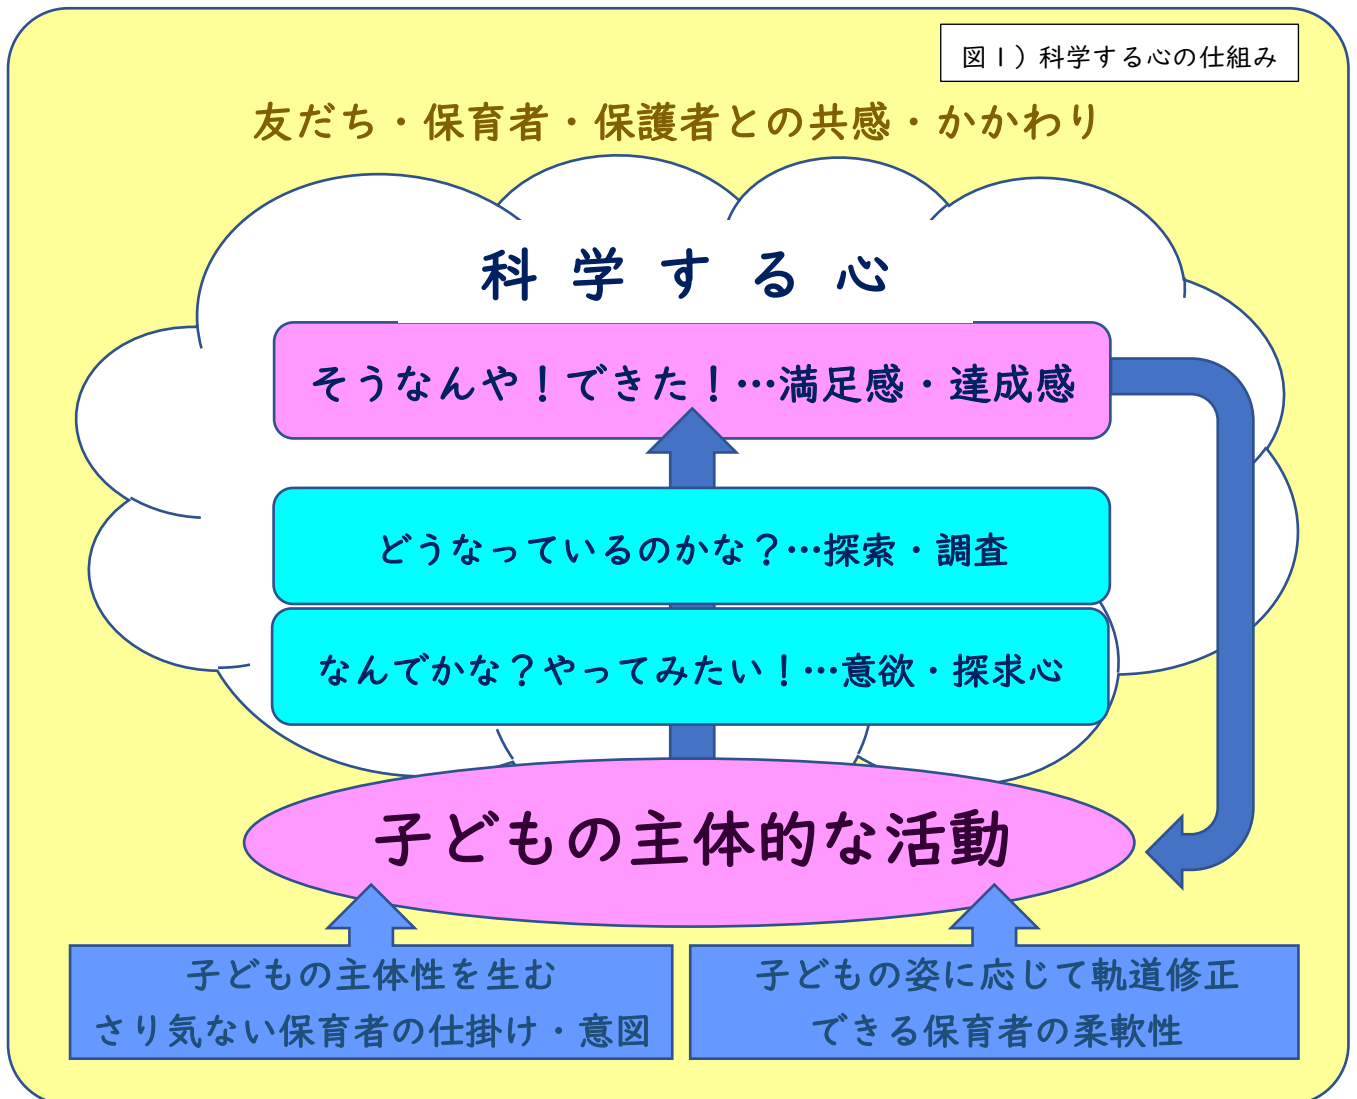 図1）科学する心の仕組み
友だち・保育者・保護者との共感・かかわり
科学する心
そうなんや！できた！…満足感・達成感
どうなっているのかな？…探索・調査
なんでかな？やってみたい！…意欲・探求心
子どもの主体的な活動
子どもの主体性を生む
さり気ない保育者の仕掛け・意図
子どもの姿に応じて軌道修正
できる保育者の柔軟性